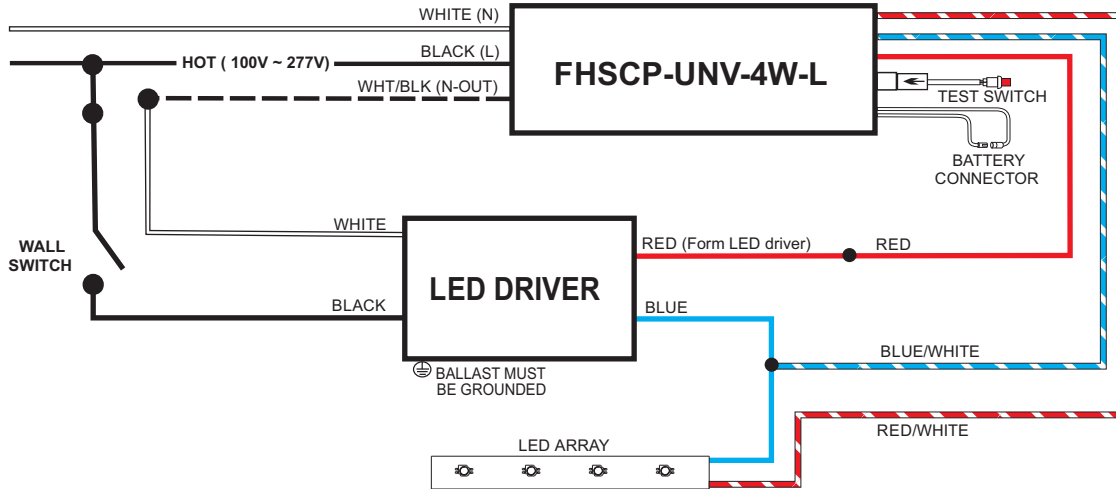 WHITE (N)
BLACK (L)
HOT ( 100V ~ 277V)
WHT/BLK (N-OUT)
FHSCP-UNV-4W-L
TEST SWITCH
BATTERY
CONNECTOR
WALL
SWITCH
WHITE
BLACK
LED DRIVER
RED (Form LED driver)
RED
BLUE
BLUE/WHITE
BALLAST MUST
BE GROUNDED
RED/WHITE
LED ARRAY